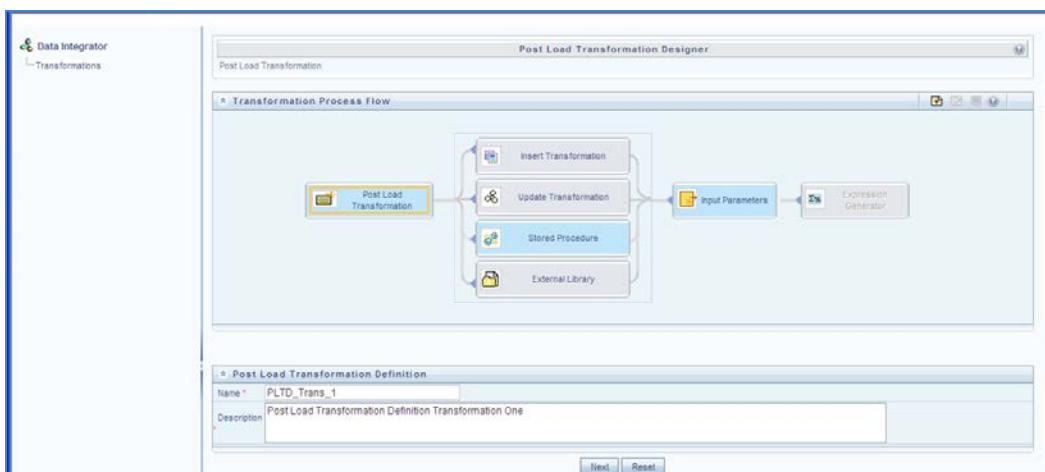 Data Integrator
Transformations
Post Load Transformation Designer
Post Load Transformation
Transformation Process Flow
Post Load
Transformation
Insert Transformation
Update Transformation
Stored Procedure
External Library
Input Parameters
Expression
Generator
Post Load Transformation Definition
Name * PLTD_Trans_1
Description * Post Load Transformation Definition Transformation One
Next Reset